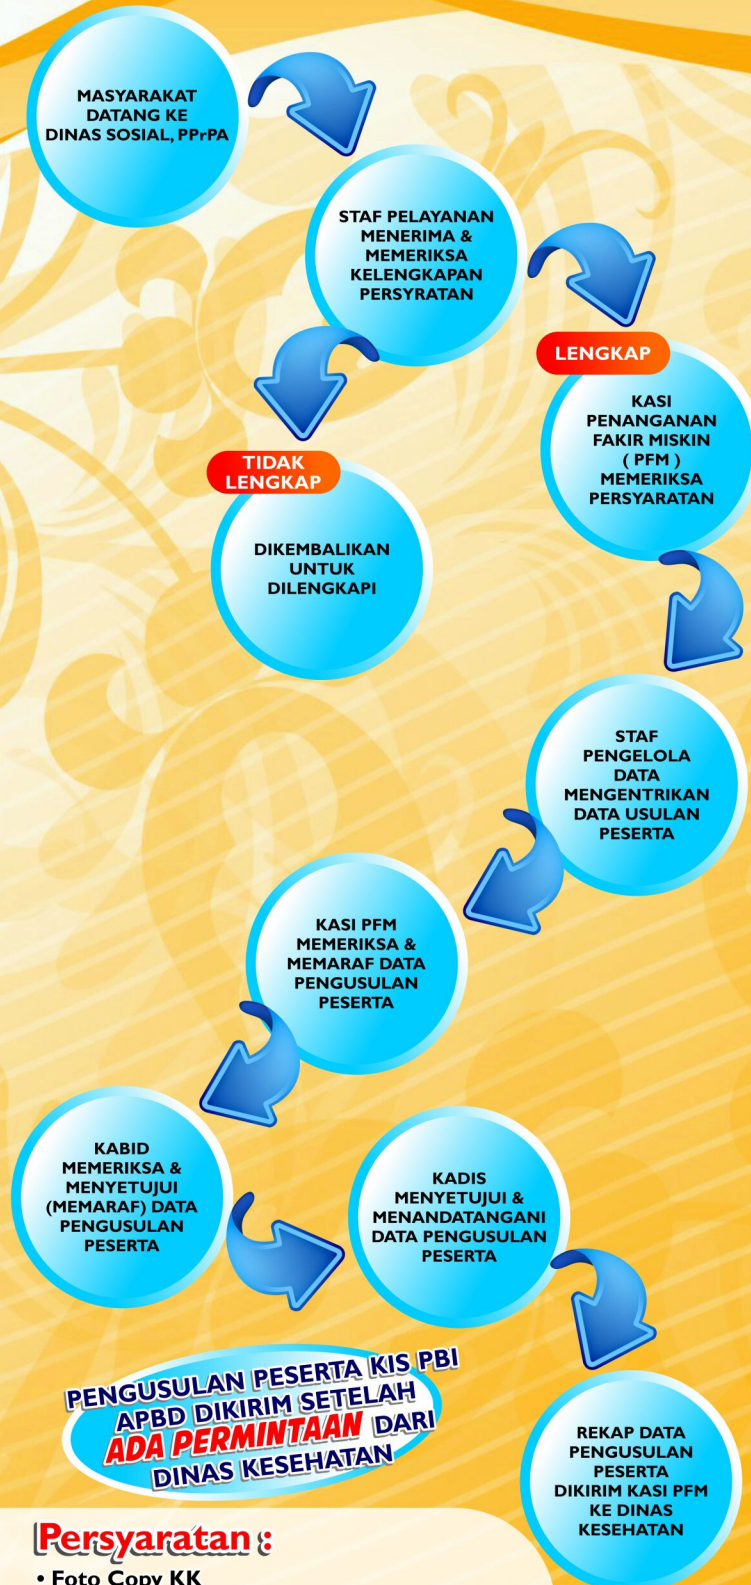 MASYARAKAT
DATANG KE
DINAS SOSIAL, PPrPA
STAF PELAYANAN
MENERIMA &
MEMERIKSA
KELENGKAPAN
PERSYRATAN
LENGKAP
KASI
PENANGANAN
FAKIR MISKIN
( PFM )
MEMERIKSA
PERSYARATAN
TIDAK
LENGKAP
DIKEMBALIKAN
UNTUK
DILENGKAPI
STAF
PENGELOLA
DATA
MENGENTRIKAN
DATA USULAN
PESERTA
KASI PFM
MEMERIKSA &
MEMARAF DATA
PENGUSULAN
PESERTA
KABID
MEMERIKSA &
MENYETUJUI
(MEMARAF) DATA
PENGUSULAN
PESERTA
KADIS
MENYETUJUI &
MENANDATANGANI
DATA PENGUSULAN
PESERTA
PENGUSULAN PESERTA KIS PBI
APBD DIKIRIM SETELAH
ADA PERMINTAAN DARI
DINAS KESEHATAN
REKAP DATA
PENGUSULAN
PESERTA
DIKIRIM KASI PFM
KE DINAS
KESEHATAN
Persyaratan :
• Foto Copy KK